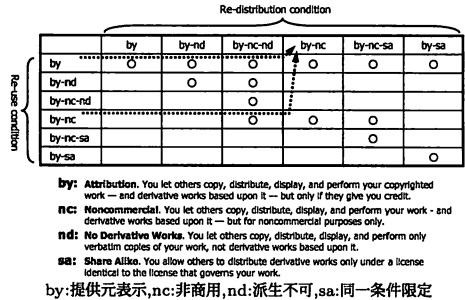 Re-distribution condition
by by-nd by-nc-nd by-nc by-nc-sa by-sa
Re-use condition
by ○ ○ ○ ○ ○ ○
by-nd ○ ○
by-nc-nd ○
by-nc ○ ○ ○
by-nc-sa ○
by-sa ○
by: Attribution. You let others copy, distribute, display, and perform your copyrighted
work — and derivative works based upon it — but only if they give you credit.
nc: Noncommercial. You let others copy, distribute, display, and perform your work - and
derivative works based upon it — but for noncommercial purposes only.
nd: No Derivative Works. You let others copy, distribute, display, and perform only
verbatim copies of your work, not derivative works based upon it.
sa: Share Alike. You allow others to distribute derivative works only under a license
identical to the license that governs your work.
by:提供元表示,nc:非商用,nd:派生不可,sa:同一条件限定